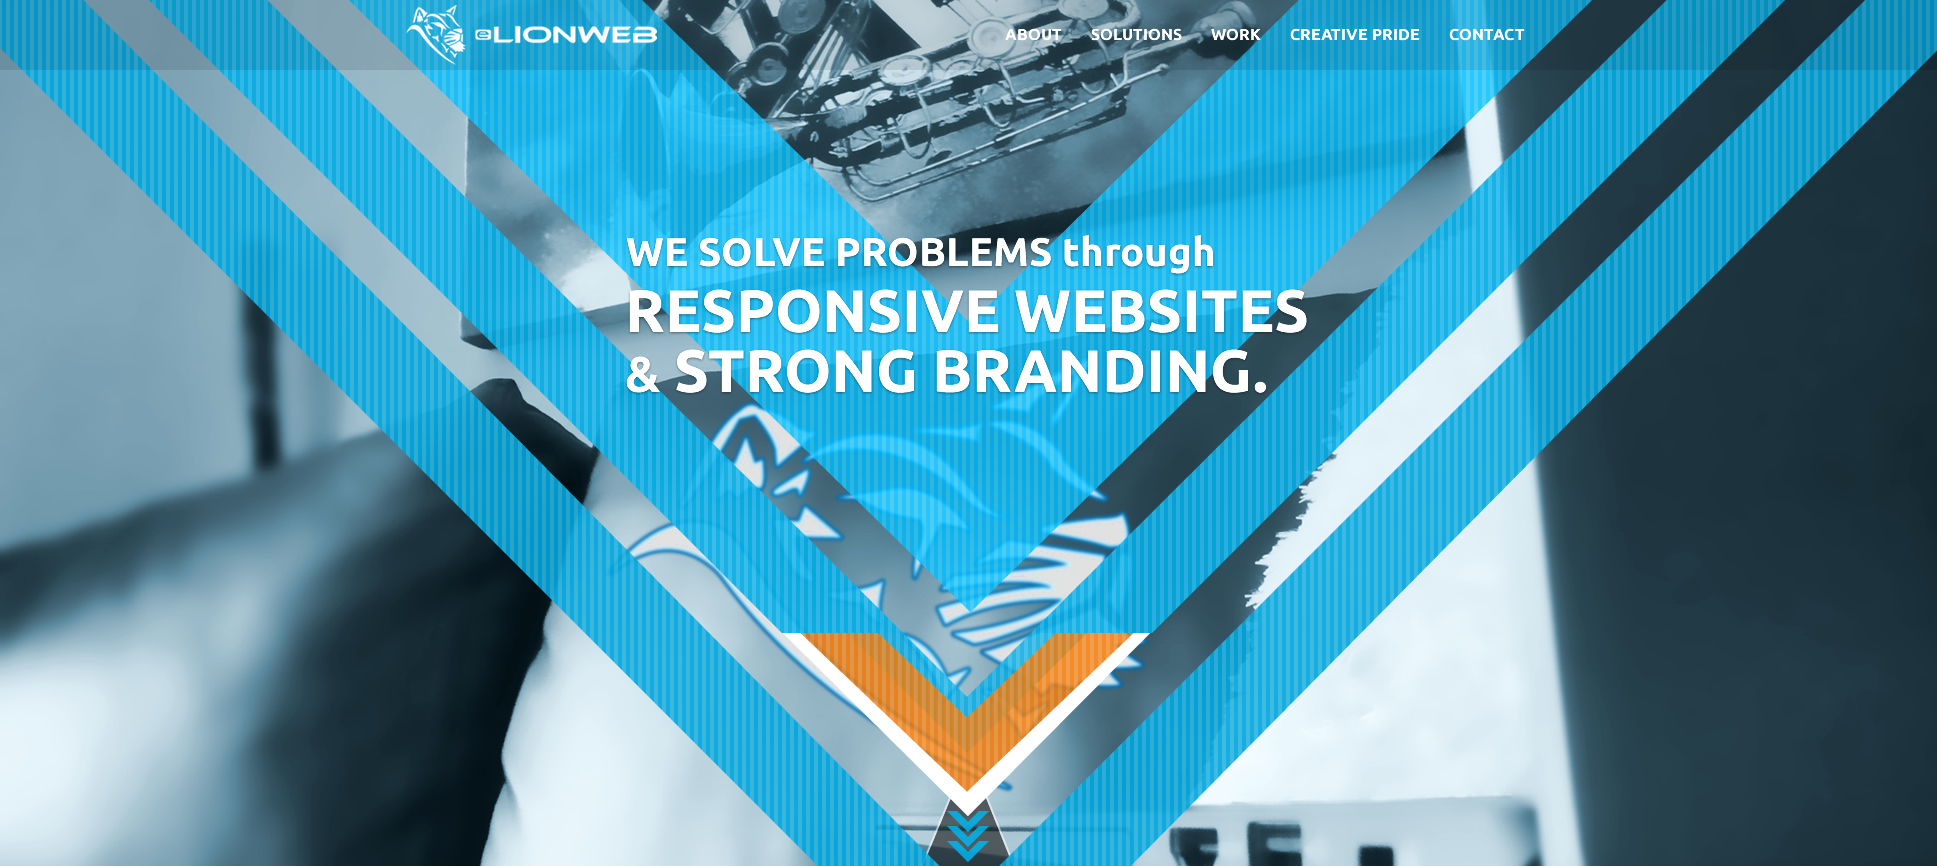 eLIONWEB
ABOUT SOLUTIONS WORK CREATIVE PRIDE CONTACT
WE SOLVE PROBLEMS through
RESPONSIVE WEBSITES
& STRONG BRANDING.